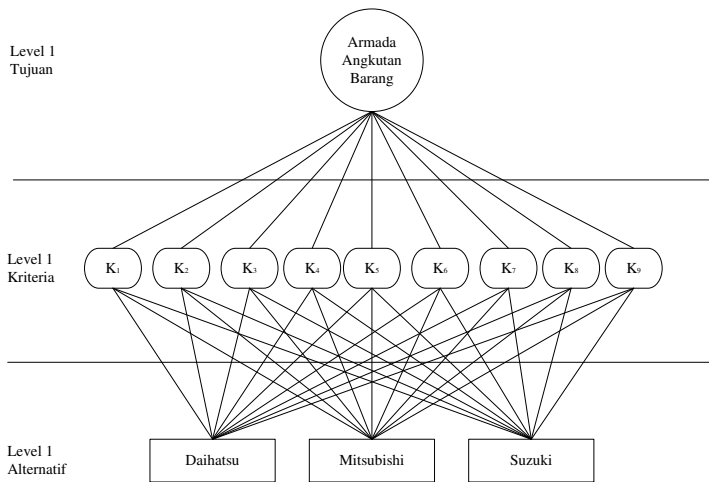 Level 1
Tujuan
Armada
Angkutan
Barang
Level 1
Kriteria
K₁ K₂ K₃ K₄ K₅ K₆ K₇ K₈ K₉
Level 1
Alternatif
Daihatsu Mitsubishi Suzuki